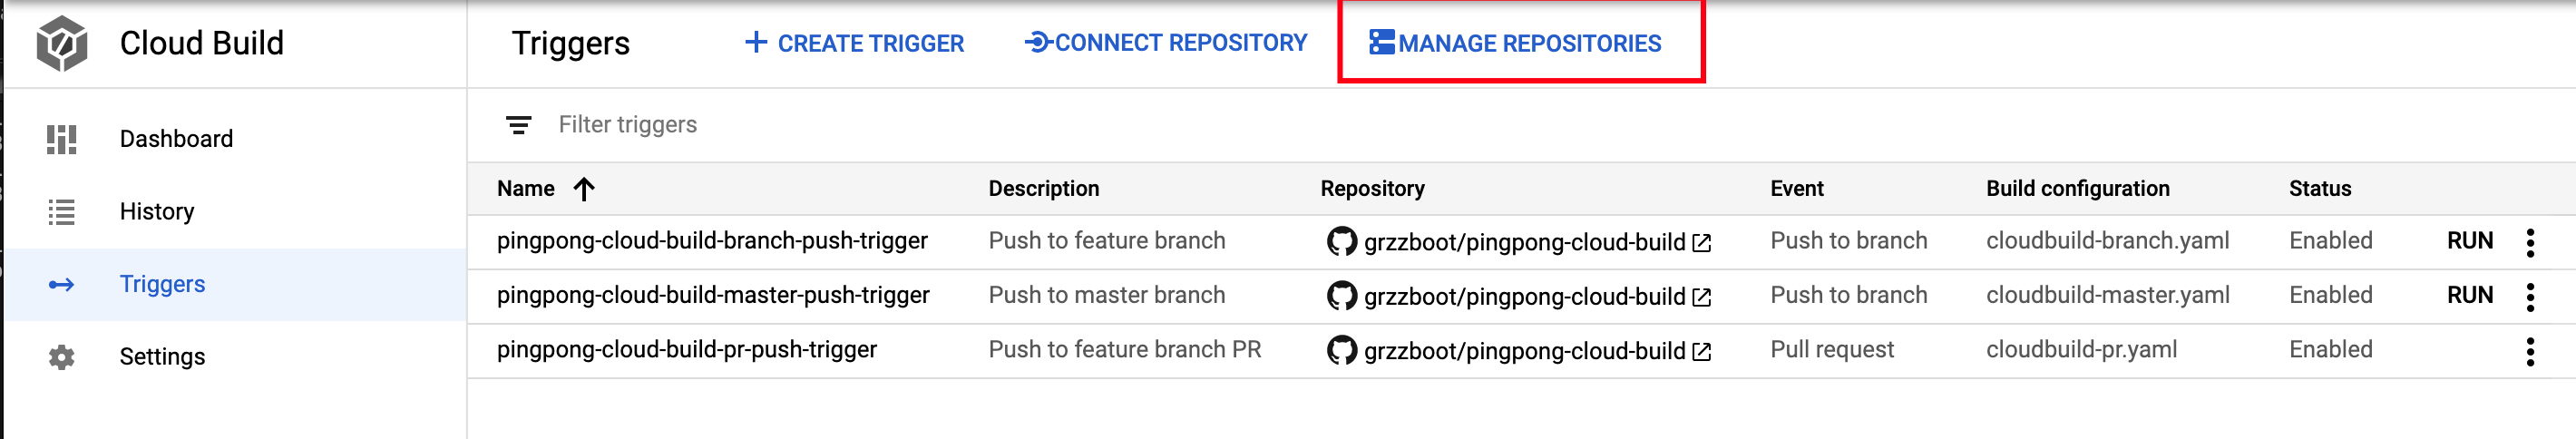 Cloud Build
Triggers
CREATE TRIGGER
CONNECT REPOSITORY
MANAGE REPOSITORIES
Dashboard
History
Triggers
Settings
Filter triggers
Name Description Repository Event Build configuration Status
pingpong-cloud-build-branch-push-trigger Push to feature branch grzzboot/pingpong-cloud-build Push to branch cloudbuild-branch.yaml Enabled RUN
pingpong-cloud-build-master-push-trigger Push to master branch grzzboot/pingpong-cloud-build Push to branch cloudbuild-master.yaml Enabled RUN
pingpong-cloud-build-pr-push-trigger Push to feature branch PR grzzboot/pingpong-cloud-build Pull request cloudbuild-pr.yaml Enabled